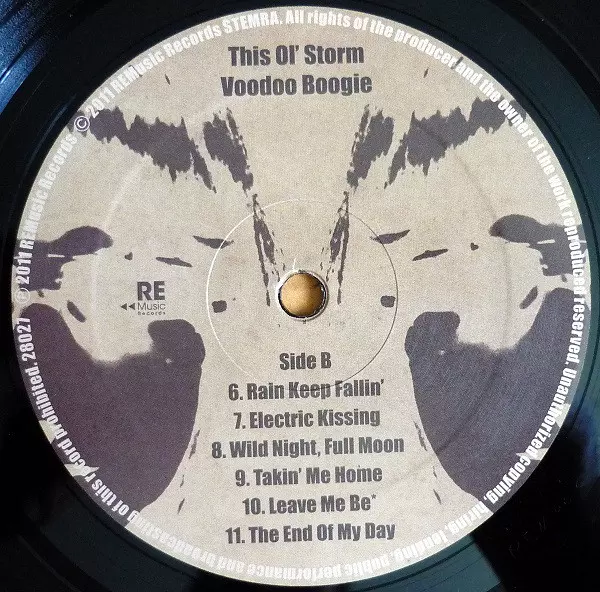 This Ol’ Storm
Voodoo Boogie
RE
Music
Records
Side B
6. Rain Keep Fallin’
7. Electric Kissing
8. Wild Night, Full Moon
9. Takin’ Me Home
10. Leave Me Be*
11. The End Of My Day
℗ 2011 REMusic Records © 2011 REMusic Records STEMRA. All rights of the producer and the owner of the work reproduced reserved. Unauthorized copying, hiring, lending, public performance and broadcasting of this record prohibited. 28027